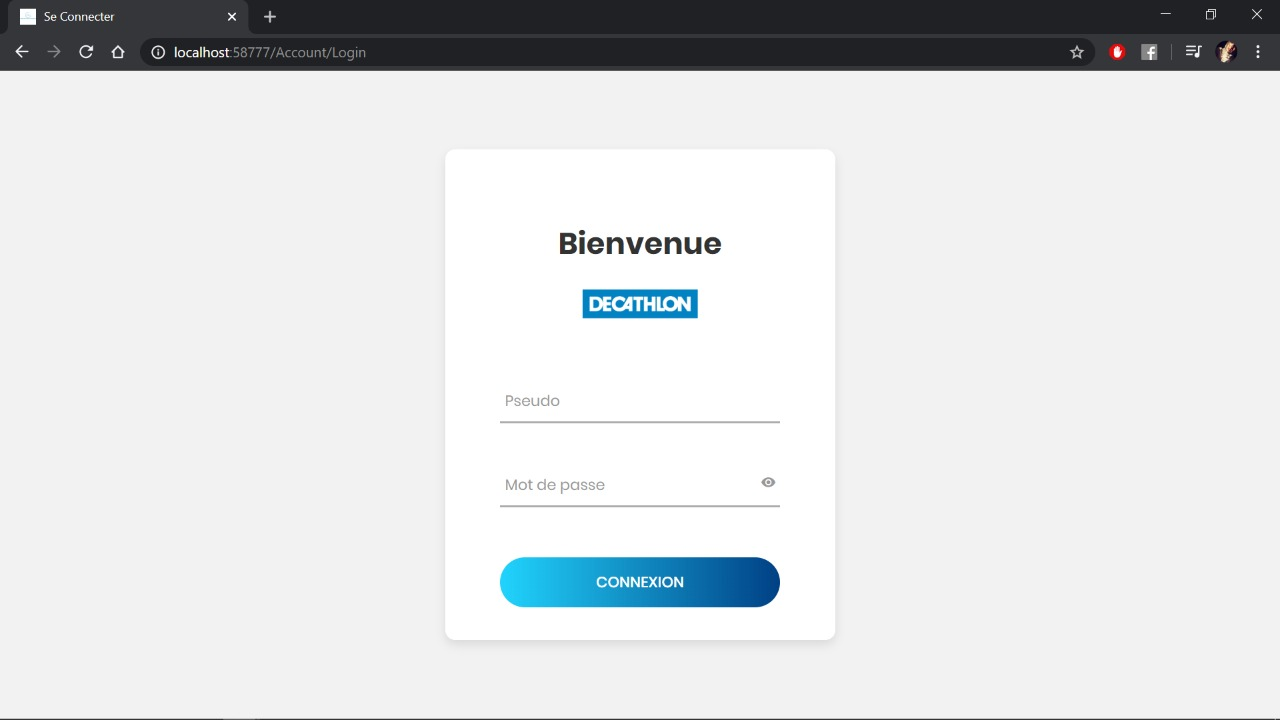 Se Connecter
localhost:58777/Account/Login
Bienvenue
DECATHLON
Pseudo
Mot de passe
CONNEXION